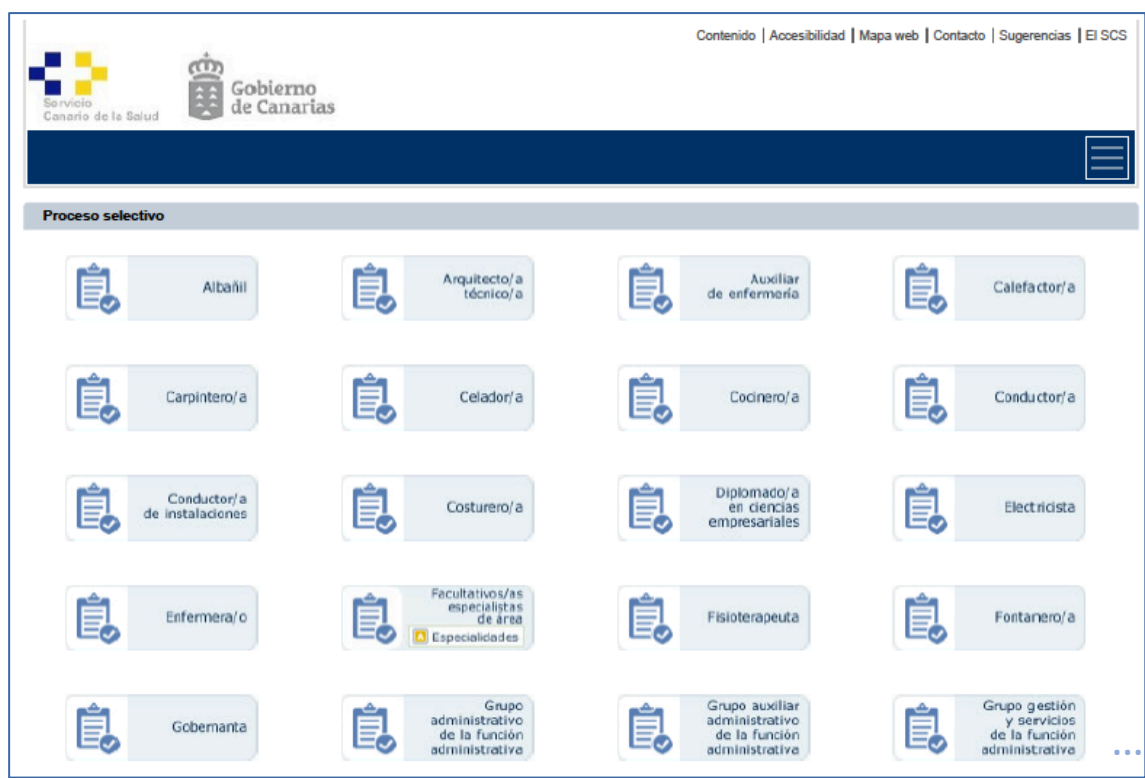 Contenido | Accesibilidad | Mapa web | Contacto | Sugerencias | El SCS
Servicio
Canario de la Salud
Gobierno
de Canarias
Proceso selectivo
Albañil
Arquitecto/a
técnico/a
Auxiliar
de enfermería
Calefactor/a
Carpintero/a
Celador/a
Cocinero/a
Conductor/a
Conductor/a
de instalaciones
Costurero/a
Diplomado/a
en ciencias
empresariales
Electricista
Enfermera/o
Facultativos/as
especialistas
de área
Especialidades
Fisioterapeuta
Fontanero/a
Gobernanta
Grupo
administrativo
de la función
administrativa
Grupo auxiliar
administrativo
de la función
administrativa
Grupo gestión
y servicios
de la función
administrativa
...